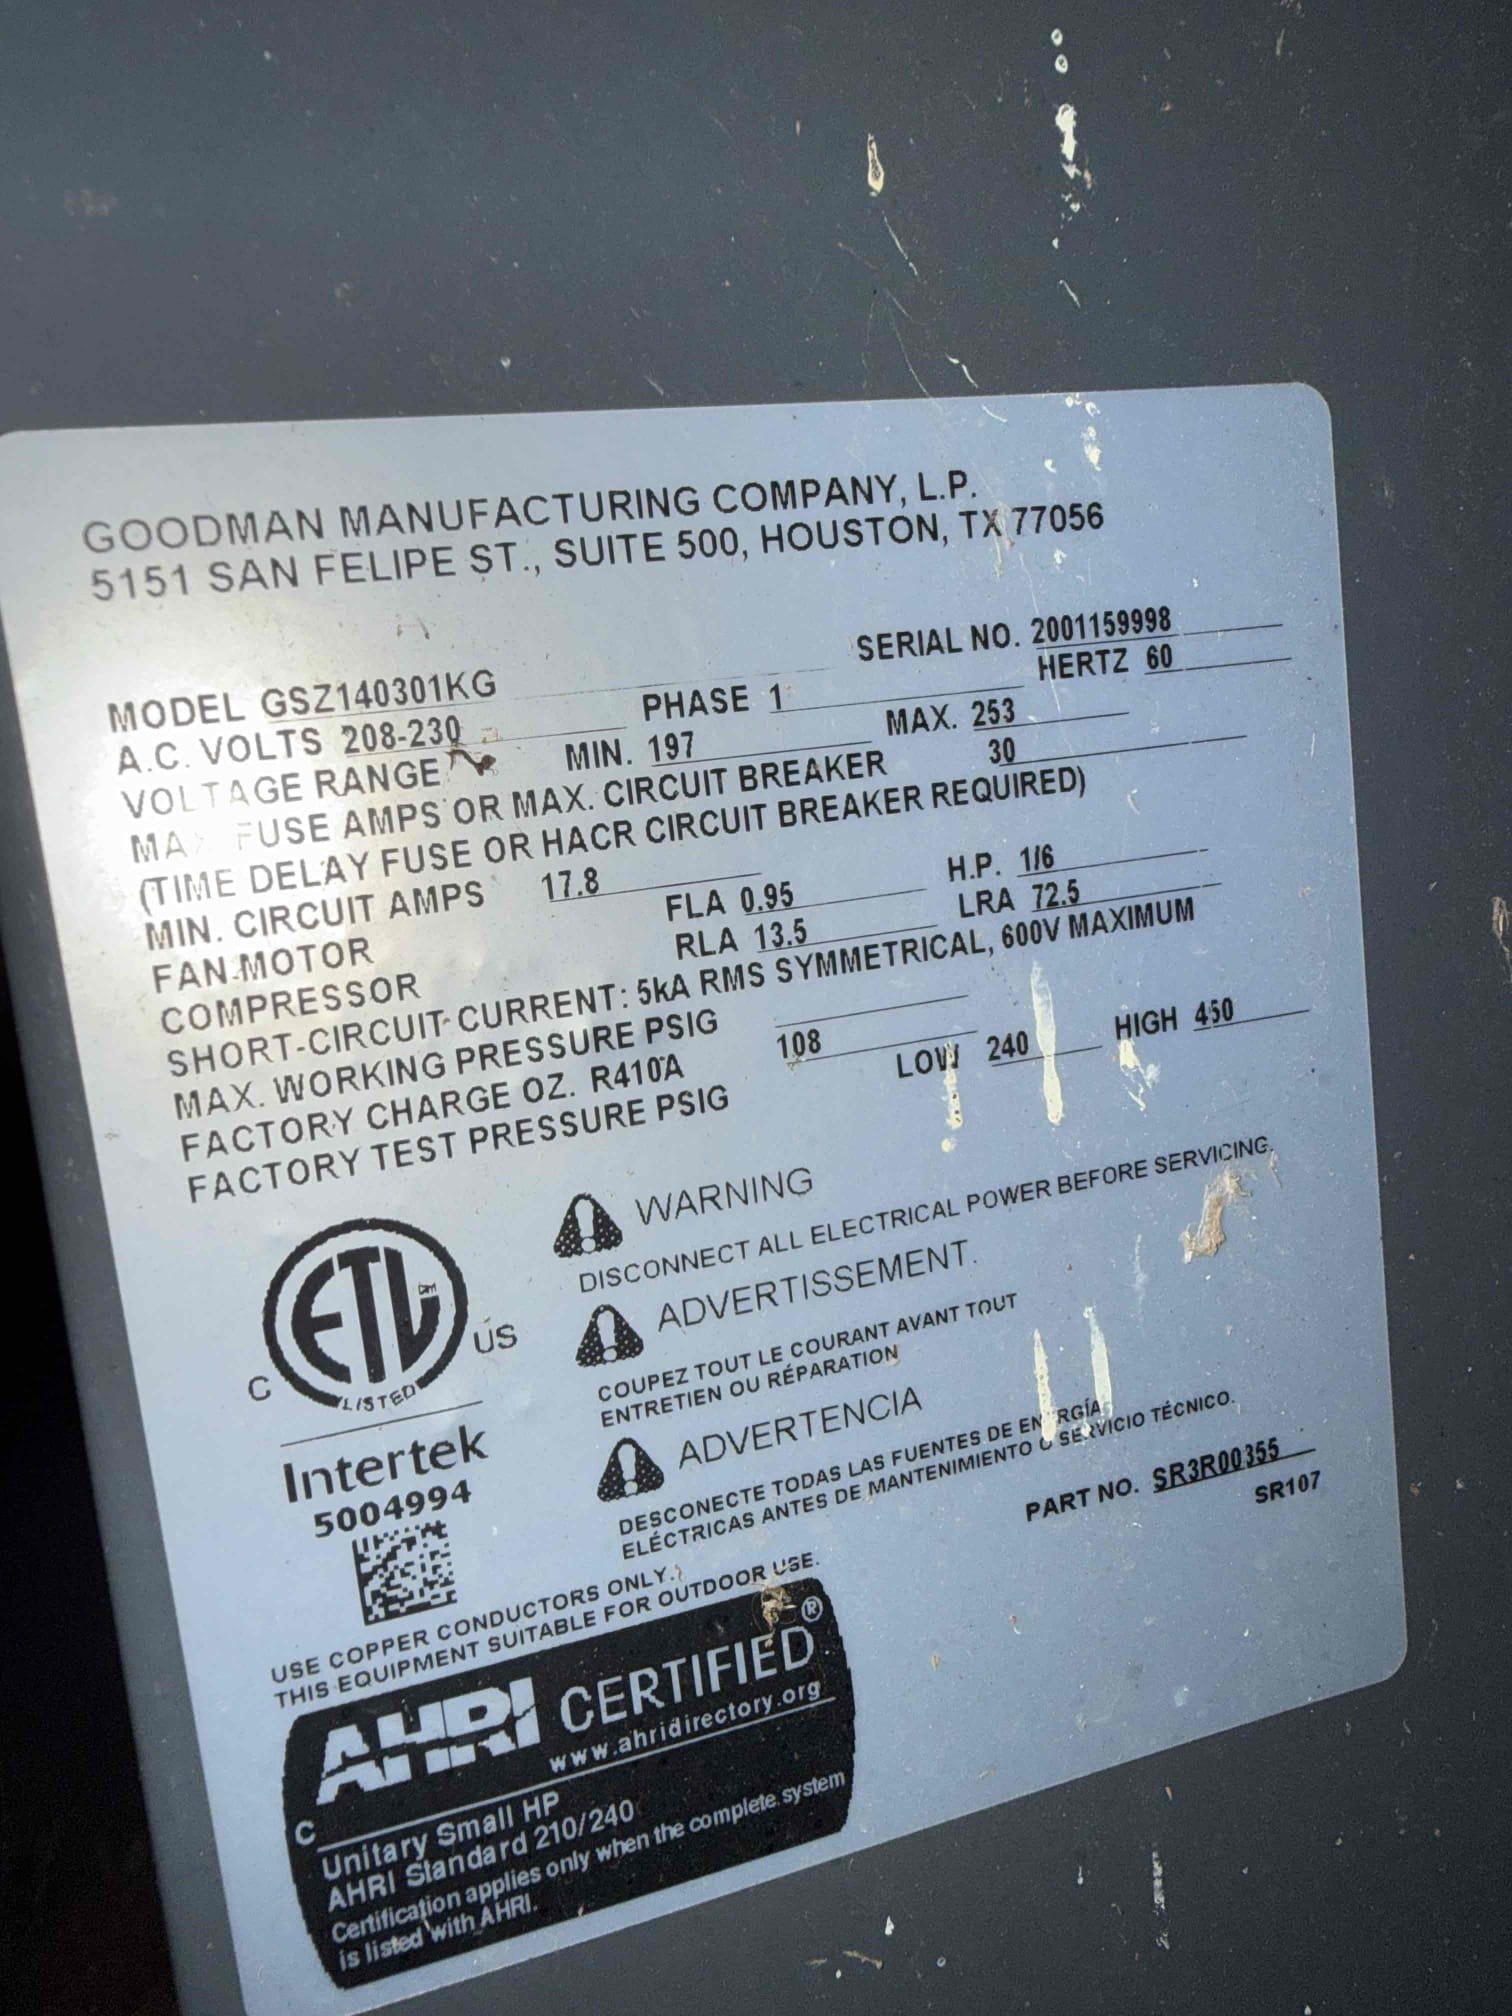 GOODMAN MANUFACTURING COMPANY, L.P.
5151 SAN FELIPE ST., SUITE 500, HOUSTON, TX 77056
MODEL GSZ140301KG SERIAL NO. 2001159998
A.C. VOLTS 208-230 PHASE 1 HERTZ 60
VOLTAGE RANGE MIN. 197 MAX. 253
MAX. FUSE AMPS OR MAX. CIRCUIT BREAKER 30
(TIME DELAY FUSE OR HACR CIRCUIT BREAKER REQUIRED)
MIN. CIRCUIT AMPS 17.8
FAN MOTOR FLA 0.95 H.P. 1/6
COMPRESSOR RLA 13.5 LRA 72.5
SHORT-CIRCUIT CURRENT: 5kA RMS SYMMETRICAL, 600V MAXIMUM
MAX. WORKING PRESSURE PSIG
FACTORY CHARGE OZ. R410A 108
FACTORY TEST PRESSURE PSIG LOW 240 HIGH 450
WARNING
DISCONNECT ALL ELECTRICAL POWER BEFORE SERVICING.
ADVERTISSEMENT.
COUPEZ TOUT LE COURANT AVANT TOUT
ENTRETIEN OU RÉPARATION
ADVERTENCIA
DESCONECTE TODAS LAS FUENTES DE ENERGÍA
ELÉCTRICAS ANTES DE MANTENIMIENTO O SERVICIO TÉCNICO.
PART NO. SR3R00355
SR107
C ETL US
LISTED
Intertek
5004994
USE COPPER CONDUCTORS ONLY.
THIS EQUIPMENT SUITABLE FOR OUTDOOR USE.
AHRI CERTIFIED®
www.ahridirectory.org
C
Unitary Small HP
AHRI Standard 210/240
Certification applies only when the complete system
is listed with AHRI.